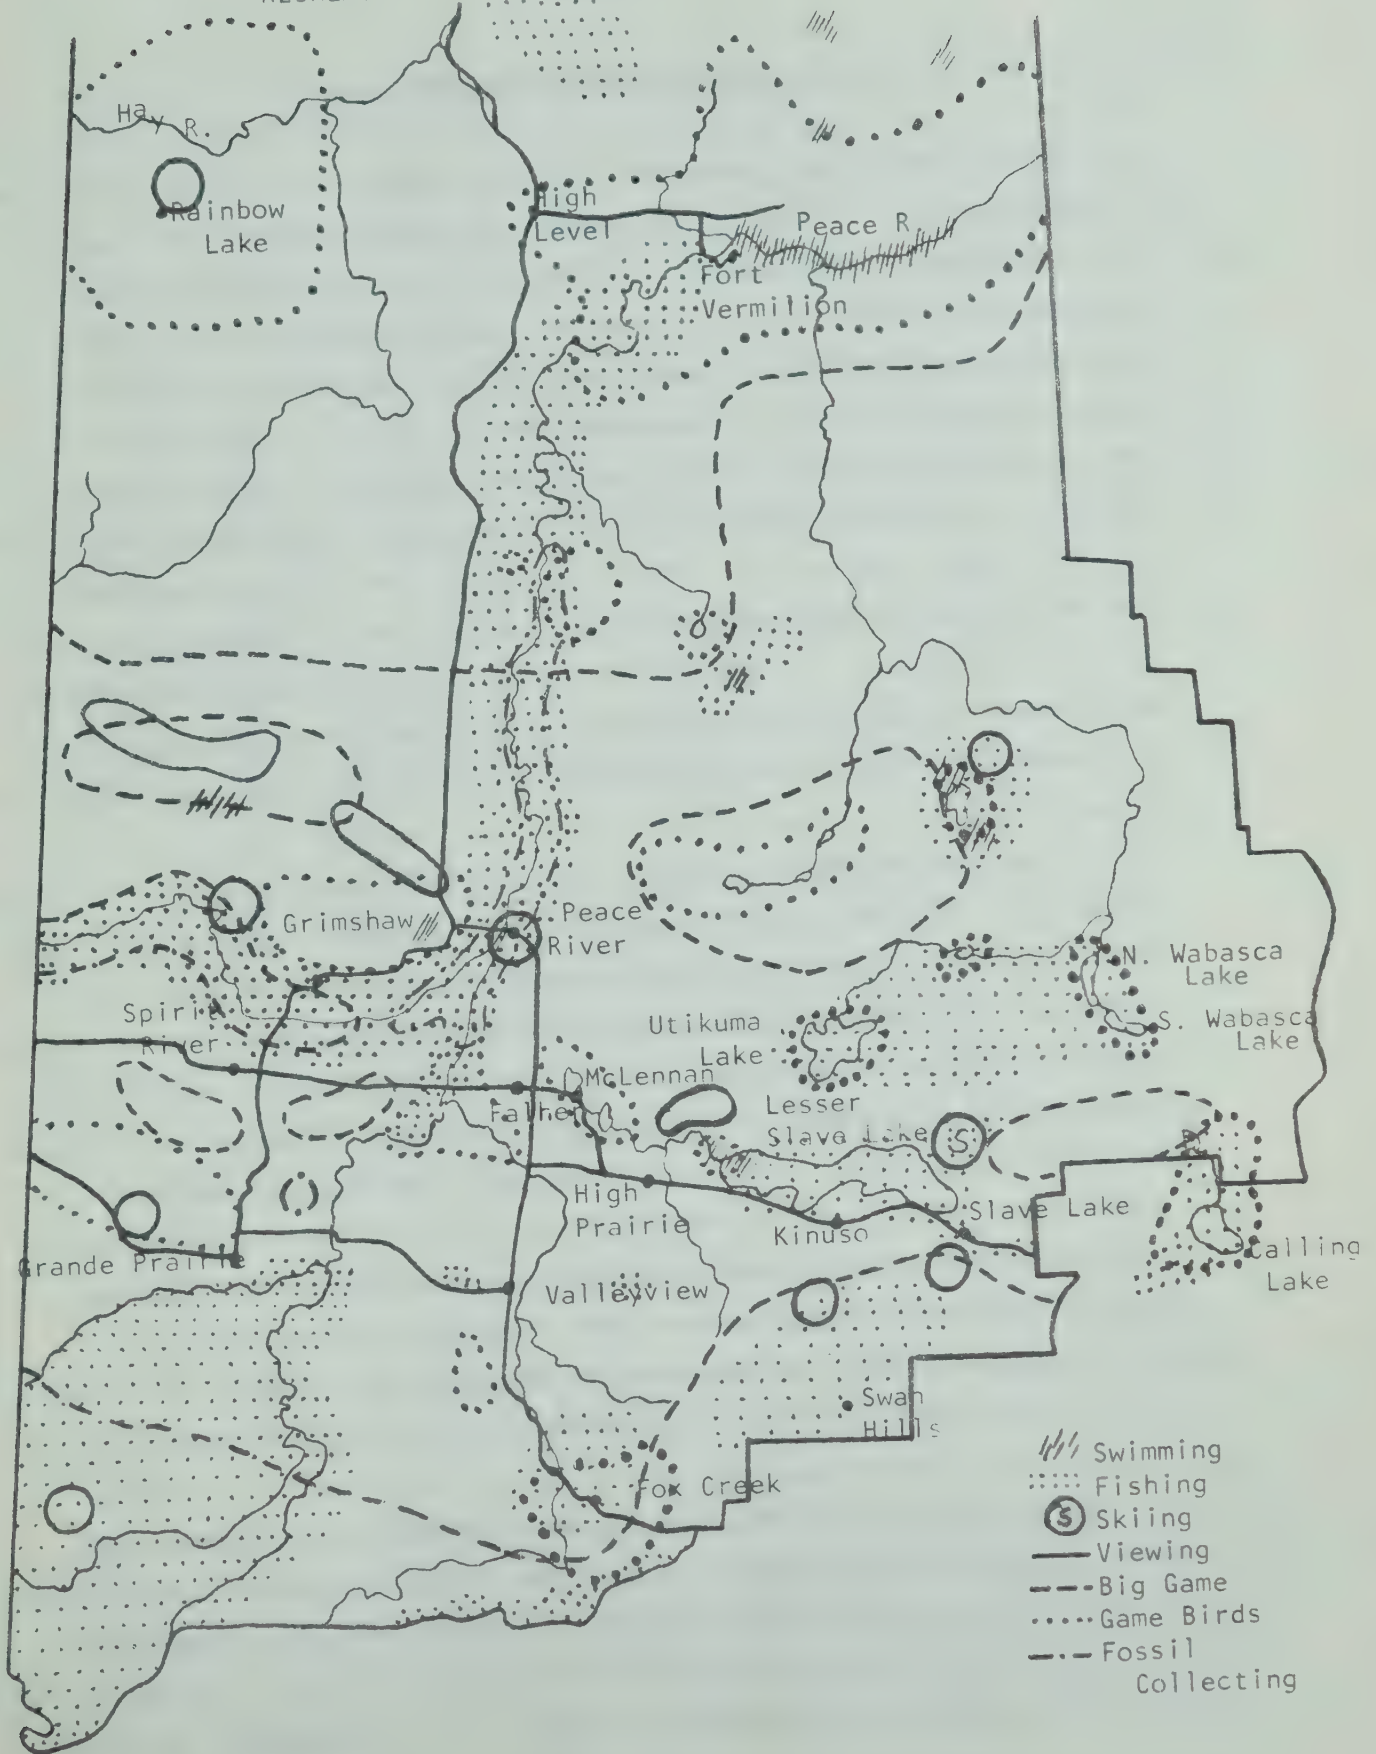 Hay R.
Rainbow
Lake
High
Level
Peace R.
Fort
Vermilion
Grimshaw
Peace
River
N. Wabasca
Lake
Spirit
River
Utikuma
Lake
S. Wabasca
Lake
McLennan
Falher
Lesser
Slave Lake
S
High
Prairie
Slave Lake
Kinuso
Grande Prairie
Valleyview
Calling
Lake
Swan
Hills
Fox Creek
Swimming
Fishing
S Skiing
Viewing
Big Game
Game Birds
Fossil
Collecting